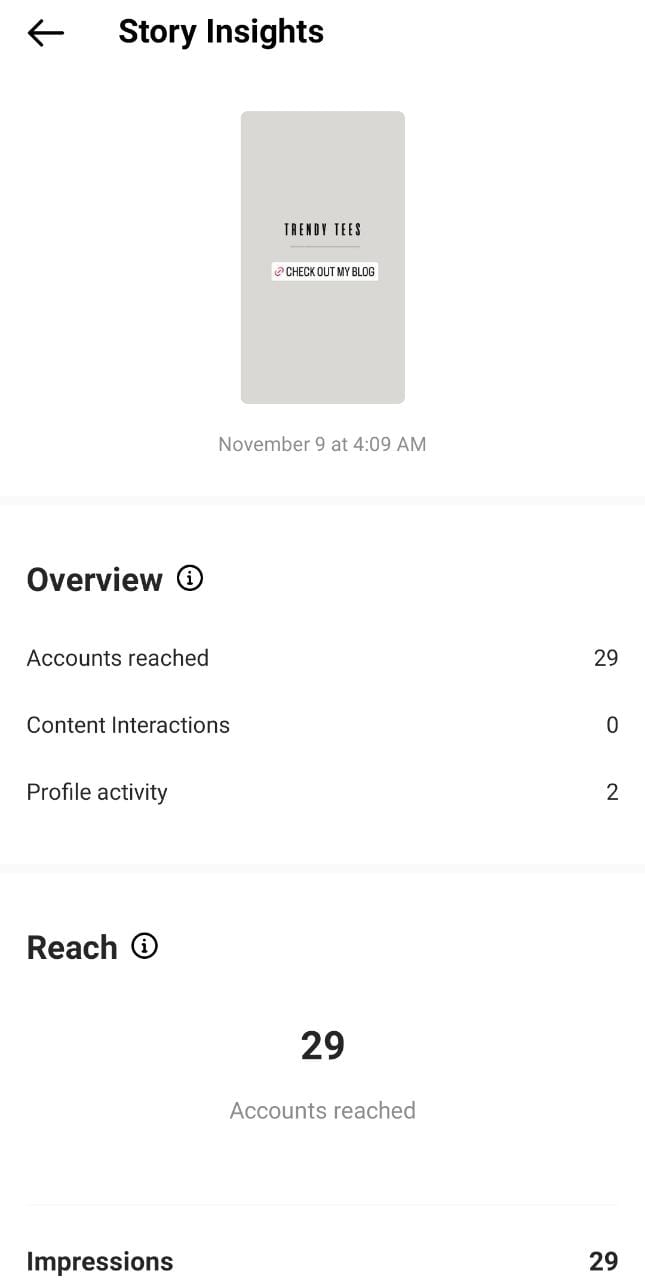 Story Insights
TRENDY TEES
CHECK OUT MY BLOG
November 9 at 4:09 AM
Overview
Accounts reached 29
Content Interactions 0
Profile activity 2
Reach
29
Accounts reached
Impressions 29